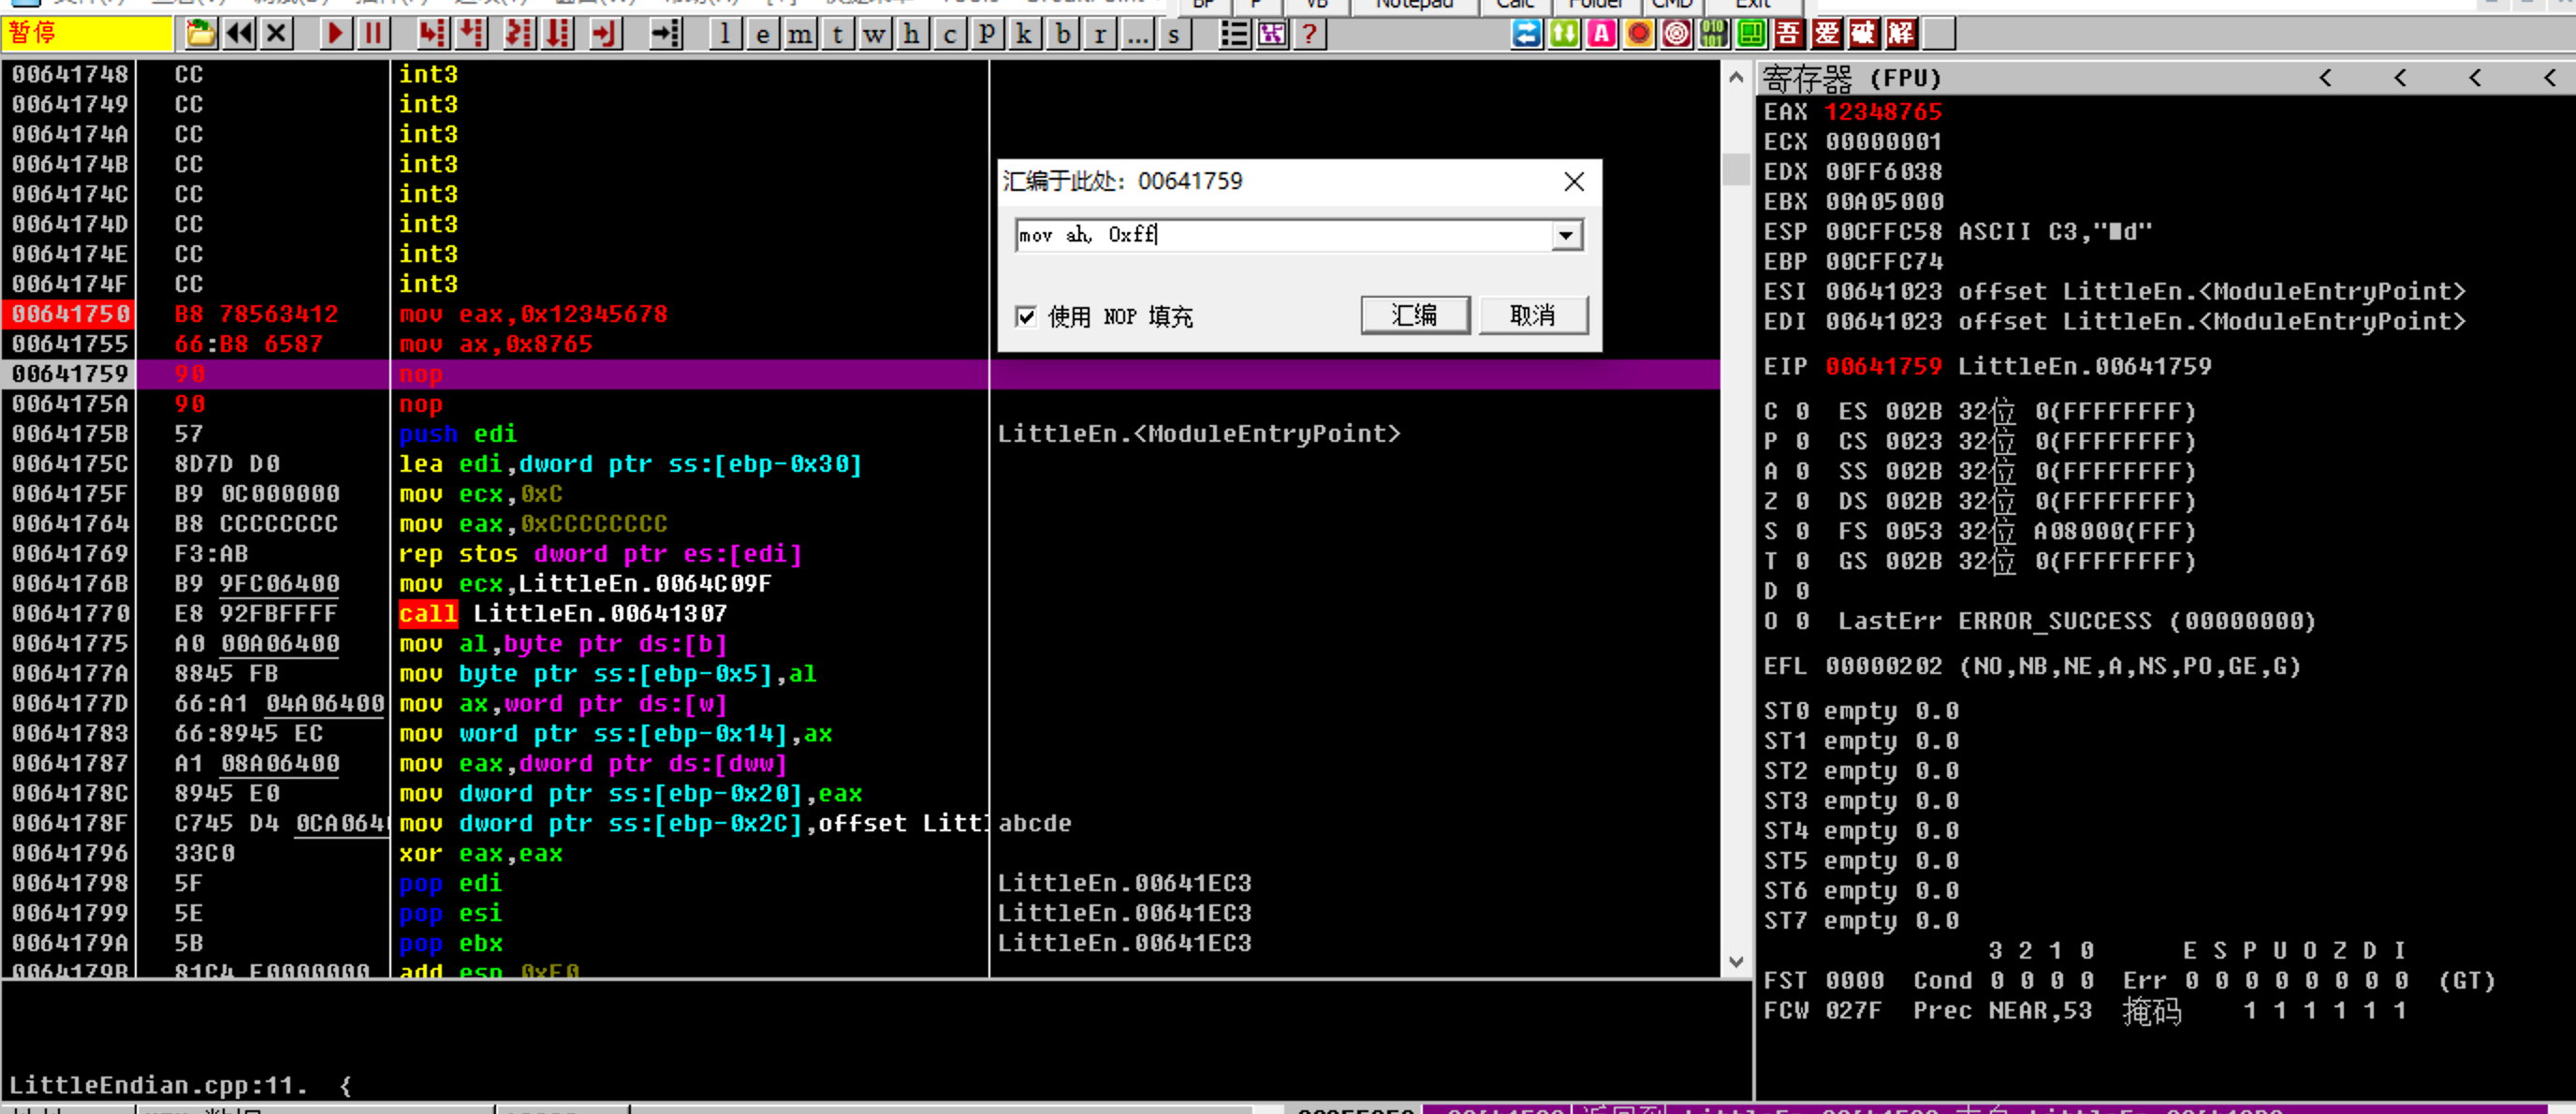 BP P VB Notepad Calc Folder CMD Exit
暂停 l e m t w h c P k b r ... s ? 吾 爱 破 解
00641748 CC int3
00641749 CC int3
0064174A CC int3
0064174B CC int3
0064174C CC int3
0064174D CC int3
0064174E CC int3
0064174F CC int3
00641750 B8 78563412 mov eax,0x12345678
00641755 66:B8 6587 mov ax,0x8765
00641759 90 nop
0064175A 90 nop
0064175B 57 push edi LittleEn.<ModuleEntryPoint>
0064175C 8D7D D0 lea edi,dword ptr ss:[ebp-0x30]
0064175F B9 0C000000 mov ecx,0xC
00641764 B8 CCCCCCCC mov eax,0xCCCCCCCC
00641769 F3:AB rep stos dword ptr es:[edi]
0064176B B9 9FC06400 mov ecx,LittleEn.0064C09F
00641770 E8 92FBFFFF call LittleEn.00641307
00641775 A0 00A06400 mov al,byte ptr ds:[b]
0064177A 8845 FB mov byte ptr ss:[ebp-0x5],al
0064177D 66:A1 04A06400 mov ax,word ptr ds:[w]
00641783 66:8945 EC mov word ptr ss:[ebp-0x14],ax
00641787 A1 08A06400 mov eax,dword ptr ds:[dww]
0064178C 8945 E0 mov dword ptr ss:[ebp-0x20],eax
0064178F C745 D4 0CA064 mov dword ptr ss:[ebp-0x2C],offset Littl abcde
00641796 33C0 xor eax,eax
00641798 5F pop edi LittleEn.00641EC3
00641799 5E pop esi LittleEn.00641EC3
0064179A 5B pop ebx LittleEn.00641EC3
0064179B 81C4 E0000000 add esp,0xE0
汇编于此处: 00641759
mov ah, 0xff
使用 NOP 填充 汇编 取消
寄存器 (FPU) < < < <
EAX 12348765
ECX 00000001
EDX 00FF6038
EBX 00A05000
ESP 00CFFC58 ASCII C3,"█d"
EBP 00CFFC74
ESI 00641023 offset LittleEn.<ModuleEntryPoint>
EDI 00641023 offset LittleEn.<ModuleEntryPoint>
EIP 00641759 LittleEn.00641759
C 0 ES 002B 32位 0(FFFFFFFF)
P 0 CS 0023 32位 0(FFFFFFFF)
A 0 SS 002B 32位 0(FFFFFFFF)
Z 0 DS 002B 32位 0(FFFFFFFF)
S 0 FS 0053 32位 A08000(FFF)
T 0 GS 002B 32位 0(FFFFFFFF)
D 0
O 0 LastErr ERROR_SUCCESS (00000000)
EFL 00000202 (NO,NB,NE,A,NS,PO,GE,G)
ST0 empty 0.0
ST1 empty 0.0
ST2 empty 0.0
ST3 empty 0.0
ST4 empty 0.0
ST5 empty 0.0
ST6 empty 0.0
ST7 empty 0.0
3 2 1 0 E S P U O Z D I
FST 0000 Cond 0 0 0 0 Err 0 0 0 0 0 0 0 0 (GT)
FCW 027F Prec NEAR,53 掩码 1 1 1 1 1 1
LittleEndian.cpp:11. {